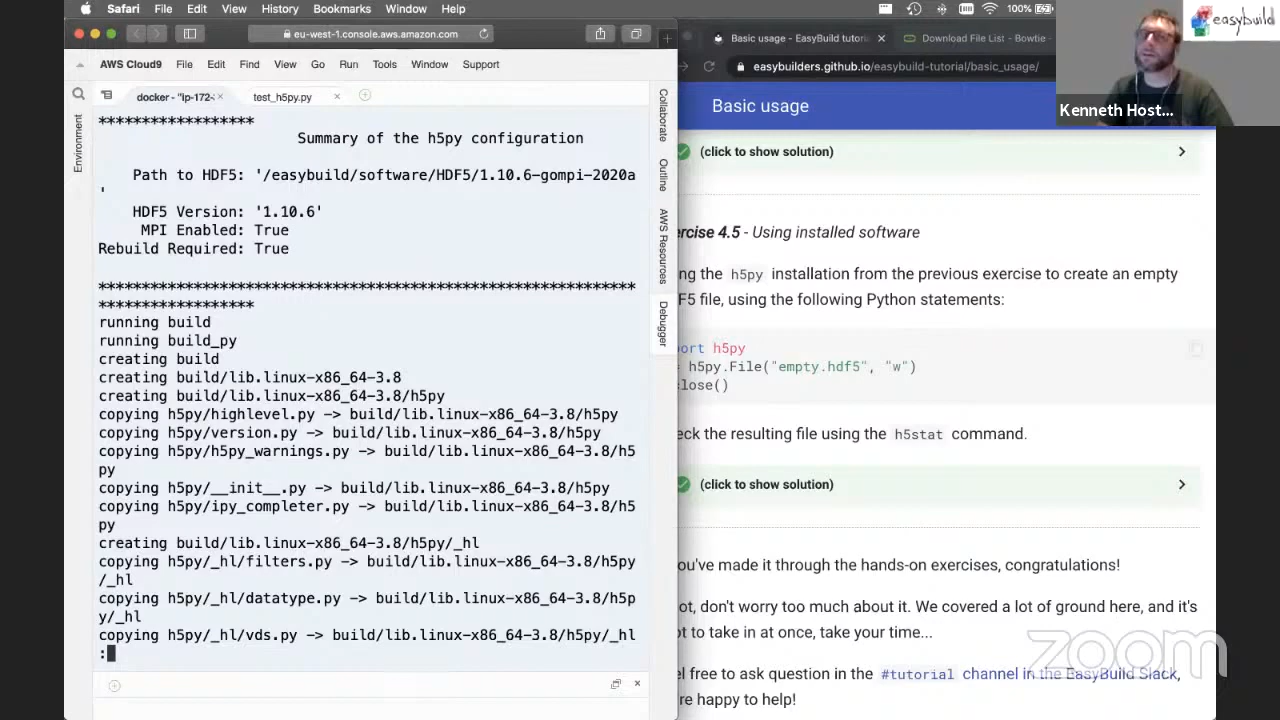 Safari File Edit View History Bookmarks Window Help
100%
easybuild
eu-west-1.console.aws.amazon.com
Basic usage - EasyBuild tutori
Download File List - Bowtie -
easybuilders.github.io/easybuild-tutorial/basic_usage/
AWS Cloud9 File Edit Find View Go Run Tools Window Support
docker - "ip-172-
test_h5py.py
Basic usage
Kenneth Host...
Environment
Collaborate
Outline
AWS Resources
Debugger
******************
Summary of the h5py configuration
Path to HDF5: '/easybuild/software/HDF5/1.10.6-gompi-2020a
'
HDF5 Version: '1.10.6'
MPI Enabled: True
Rebuild Required: True
**************************************************************
******************
running build
running build_py
creating build
creating build/lib.linux-x86_64-3.8
creating build/lib.linux-x86_64-3.8/h5py
copying h5py/highlevel.py -> build/lib.linux-x86_64-3.8/h5py
copying h5py/version.py -> build/lib.linux-x86_64-3.8/h5py
copying h5py/h5py_warnings.py -> build/lib.linux-x86_64-3.8/h5
py
copying h5py/__init__.py -> build/lib.linux-x86_64-3.8/h5py
copying h5py/ipy_completer.py -> build/lib.linux-x86_64-3.8/h5
py
creating build/lib.linux-x86_64-3.8/h5py/_hl
copying h5py/_hl/filters.py -> build/lib.linux-x86_64-3.8/h5py
/_hl
copying h5py/_hl/datatype.py -> build/lib.linux-x86_64-3.8/h5p
y/_hl
copying h5py/_hl/vds.py -> build/lib.linux-x86_64-3.8/h5py/_hl
:
(click to show solution)
ercise 4.5 - Using installed software
ng the h5py installation from the previous exercise to create an empty
F5 file, using the following Python statements:
ort h5py
= h5py.File("empty.hdf5", "w")
close()
eck the resulting file using the h5stat command.
(click to show solution)
ou've made it through the hands-on exercises, congratulations!
ot, don't worry too much about it. We covered a lot of ground here, and it's
ot to take in at once, take your time...
el free to ask question in the #tutorial channel in the EasyBuild Slack,
re happy to help!
zoom